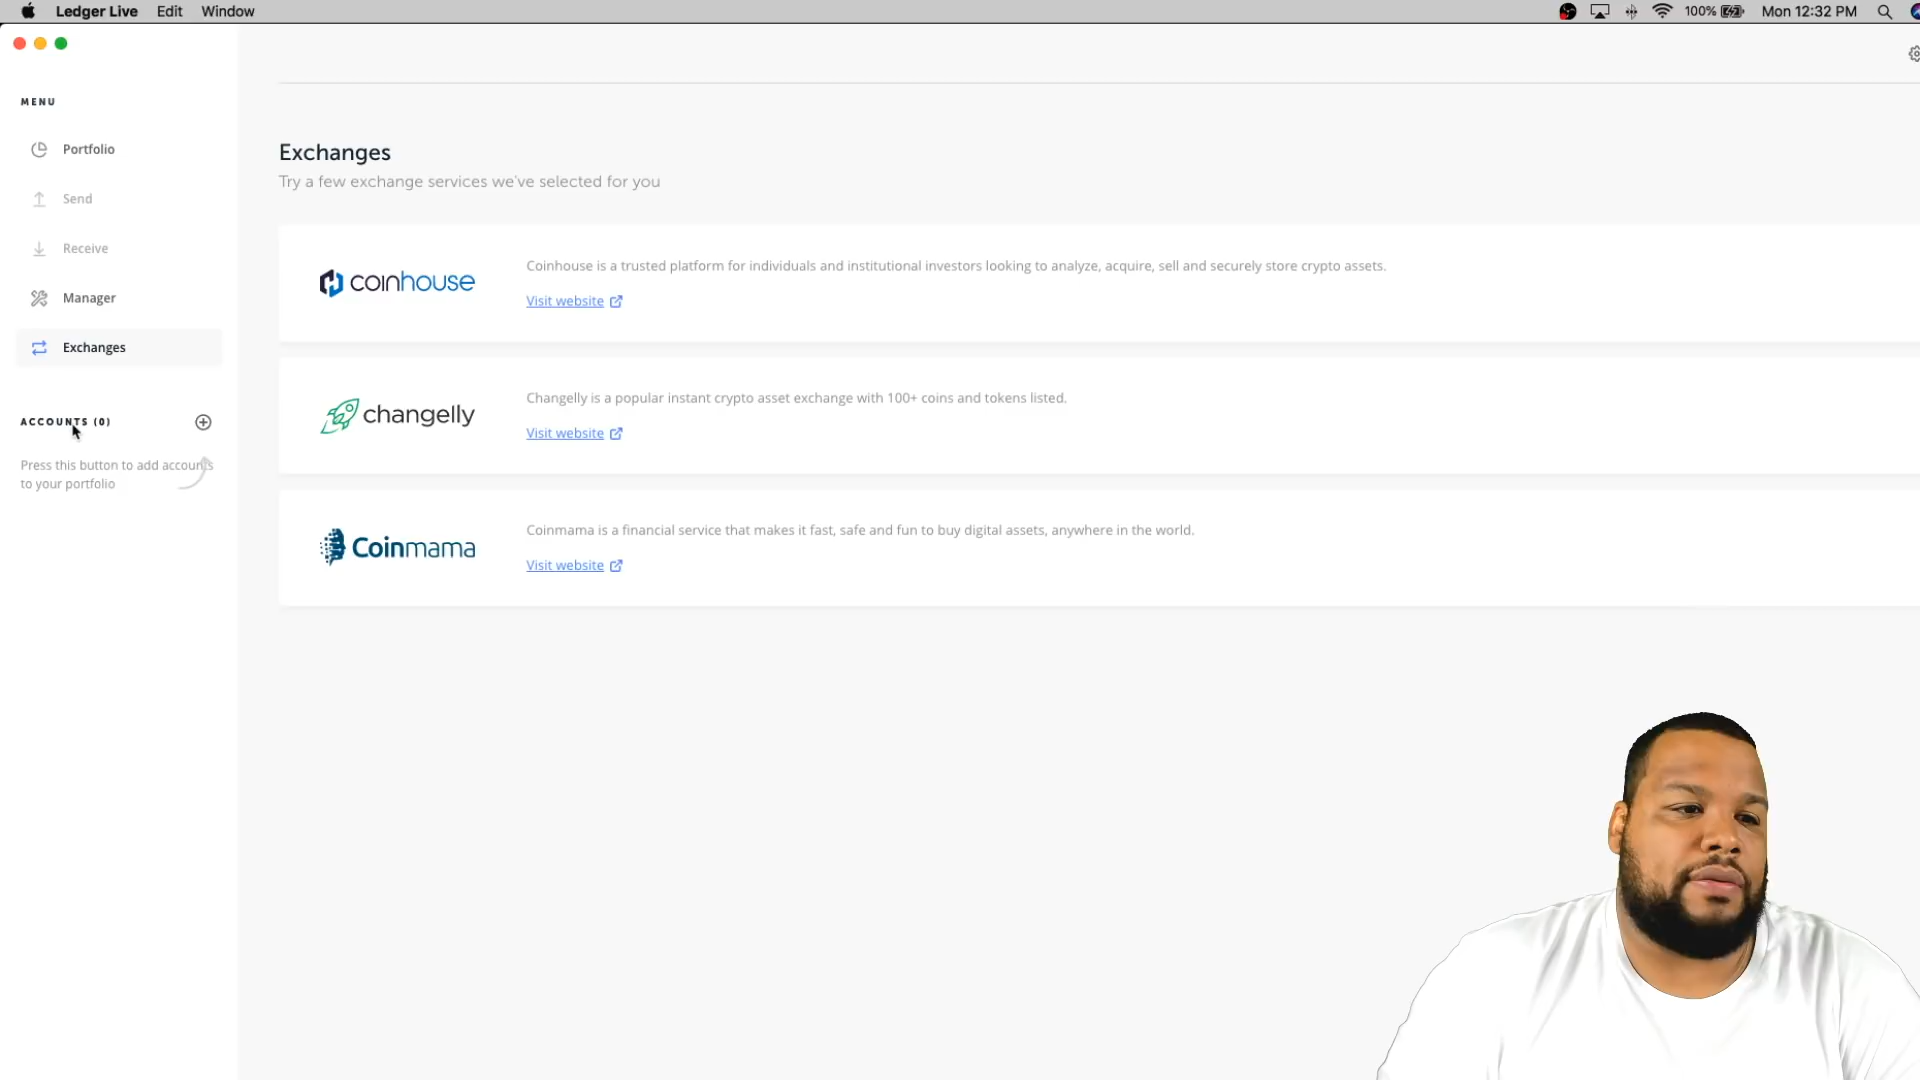 Ledger Live Edit Window 100% Mon 12:32 PM
MENU
Portfolio
Send
Receive
Manager
Exchanges
ACCOUNTS (0)
Press this button to add accounts
to your portfolio
Exchanges
Try a few exchange services we've selected for you
coinhouse
Coinhouse is a trusted platform for individuals and institutional investors looking to analyze, acquire, sell and securely store crypto assets.
Visit website
changelly
Changelly is a popular instant crypto asset exchange with 100+ coins and tokens listed.
Visit website
Coinmama
Coinmama is a financial service that makes it fast, safe and fun to buy digital assets, anywhere in the world.
Visit website